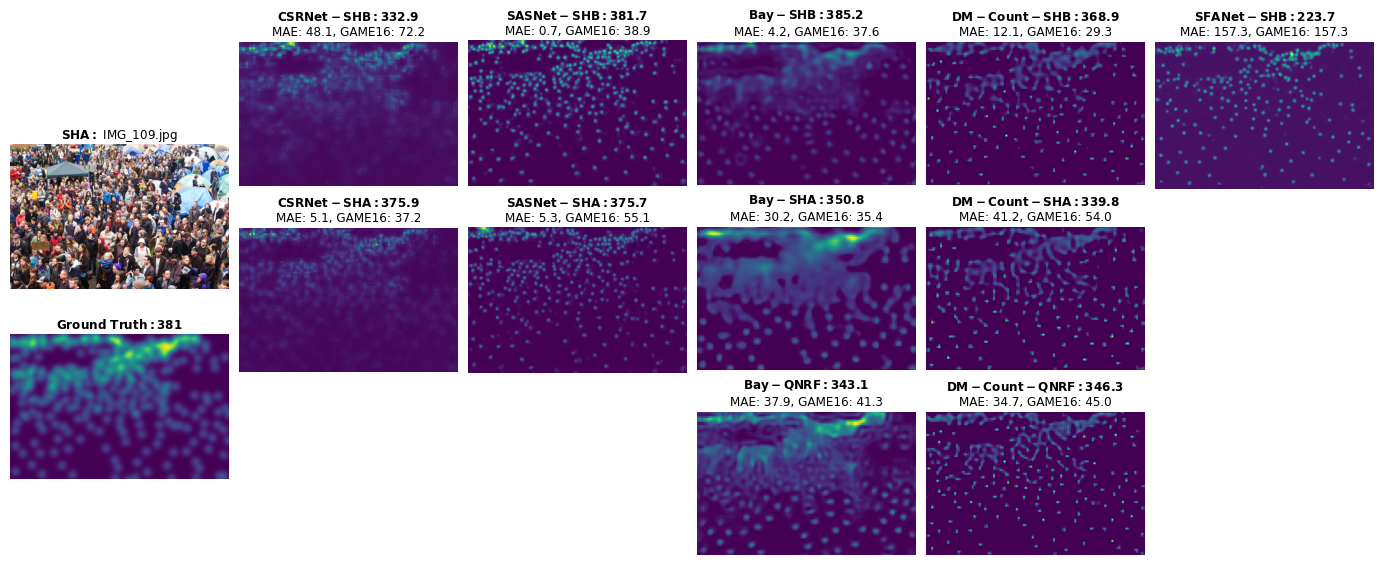 SHA: IMG_109.jpg
Ground Truth: 381
CSRNet − SHB: 332.9
MAE: 48.1, GAME16: 72.2
CSRNet − SHA: 375.9
MAE: 5.1, GAME16: 37.2
SASNet − SHB: 381.7
MAE: 0.7, GAME16: 38.9
SASNet − SHA: 375.7
MAE: 5.3, GAME16: 55.1
Bay − SHB: 385.2
MAE: 4.2, GAME16: 37.6
Bay − SHA: 350.8
MAE: 30.2, GAME16: 35.4
Bay − QNRF: 343.1
MAE: 37.9, GAME16: 41.3
DM − Count − SHB: 368.9
MAE: 12.1, GAME16: 29.3
DM − Count − SHA: 339.8
MAE: 41.2, GAME16: 54.0
DM − Count − QNRF: 346.3
MAE: 34.7, GAME16: 45.0
SFANet − SHB: 223.7
MAE: 157.3, GAME16: 157.3